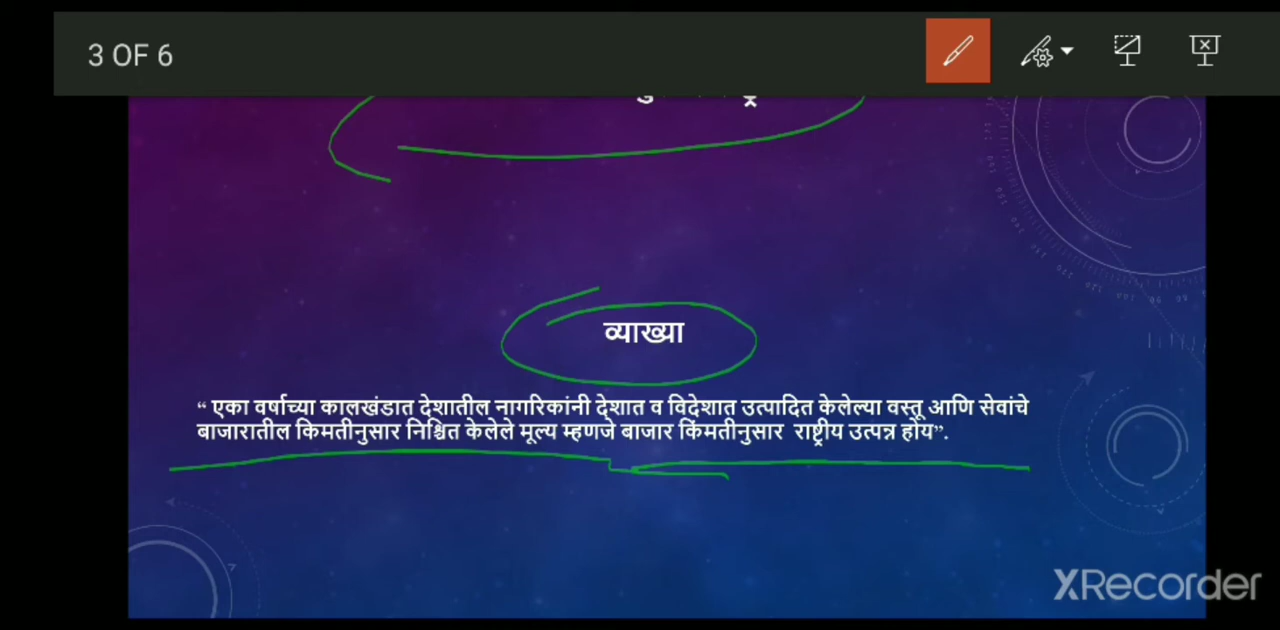 3 OF 6
व्याख्या
“ एका वर्षाच्या कालखंडात देशातील नागरिकांनी देशात व विदेशात उत्पादित केलेल्या वस्तू आणि सेवांचे
बाजारातील किमतीनुसार निश्चित केलेले मूल्य म्हणजे बाजार किंमतीनुसार राष्ट्रीय उत्पन्न होय”.
XRecorder